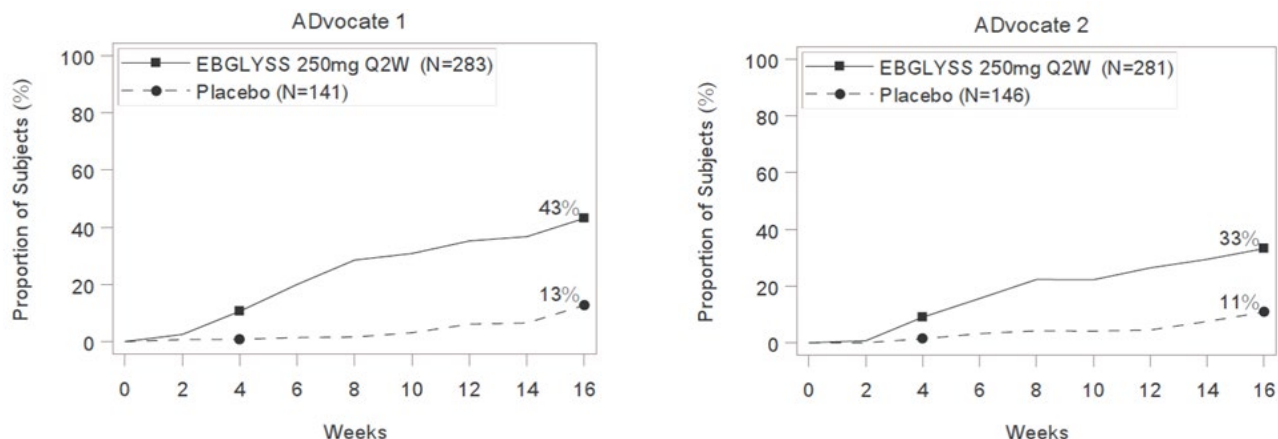 ADvocate 1
EBGLYSS 250mg Q2W (N=283)
Placebo (N=141)
Proportion of Subjects (%)
100
80
60
40
20
0
43%
13%
0 2 4 6 8 10 12 14 16
Weeks
ADvocate 2
EBGLYSS 250mg Q2W (N=281)
Placebo (N=146)
Proportion of Subjects (%)
100
80
60
40
20
0
33%
11%
0 2 4 6 8 10 12 14 16
Weeks